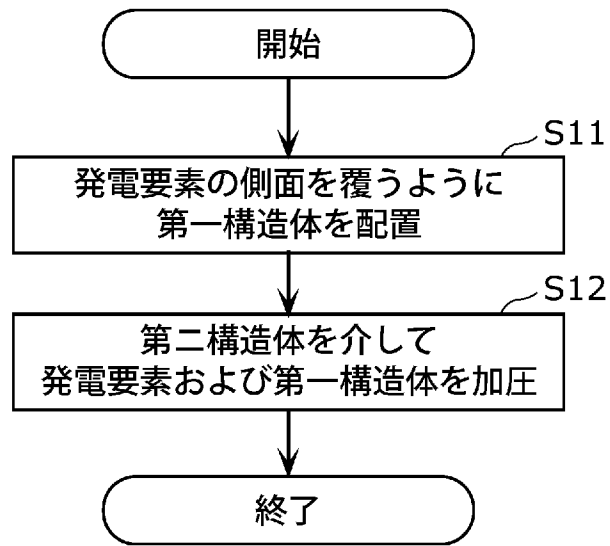 開始
S11
発電要素の側面を覆うように
第一構造体を配置
S12
第二構造体を介して
発電要素および第一構造体を加圧
終了